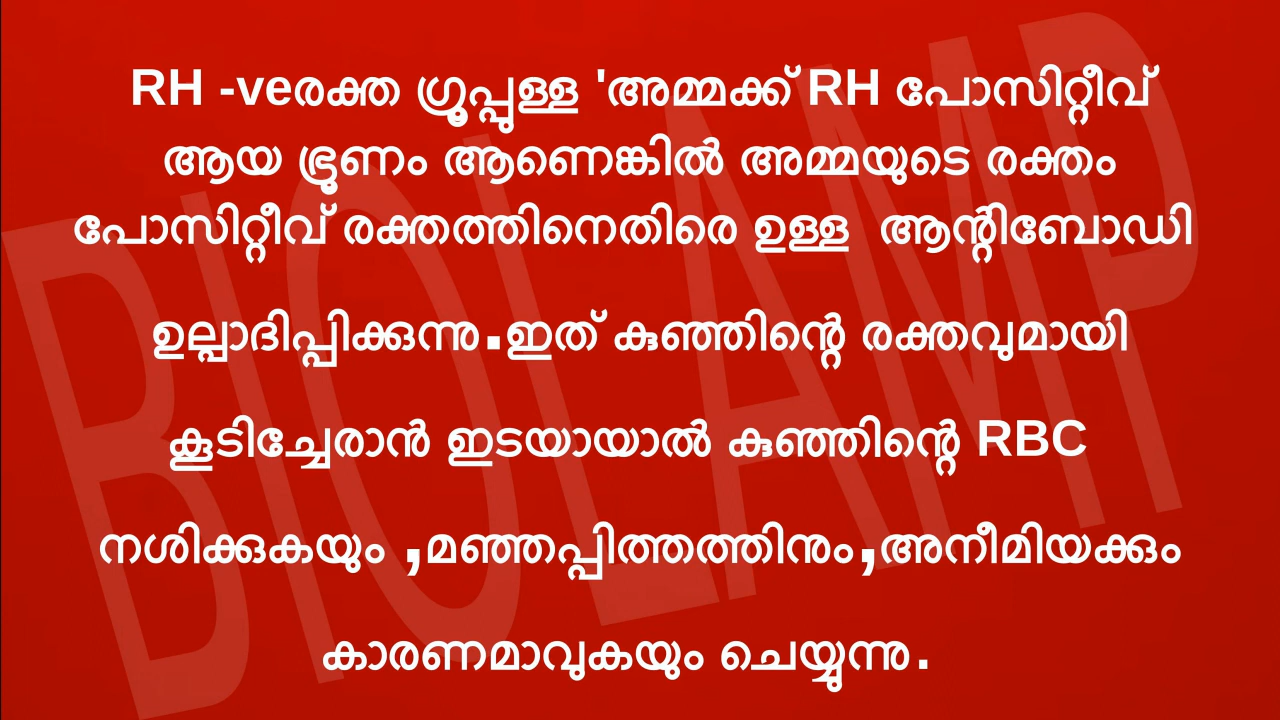 RH -veരക്ത ഗ്രൂപ്പുള്ള 'അമ്മക്ക് RH പോസിറ്റീവ്
ആയ ഭ്രൂണം ആണെങ്കിൽ അമ്മയുടെ രക്തം
പോസിറ്റീവ് രക്തത്തിനെതിരെ ഉള്ള ആന്റിബോഡി
ഉല്പാദിപ്പിക്കുന്നു.ഇത് കുഞ്ഞിന്റെ രക്തവുമായി
കൂടിച്ചേരാൻ ഇടയായാൽ കുഞ്ഞിന്റെ RBC
നശിക്കുകയും ,മഞ്ഞപ്പിത്തത്തിനും,അനീമിയക്കും
കാരണമാവുകയും ചെയ്യുന്നു.
BIOLAMP